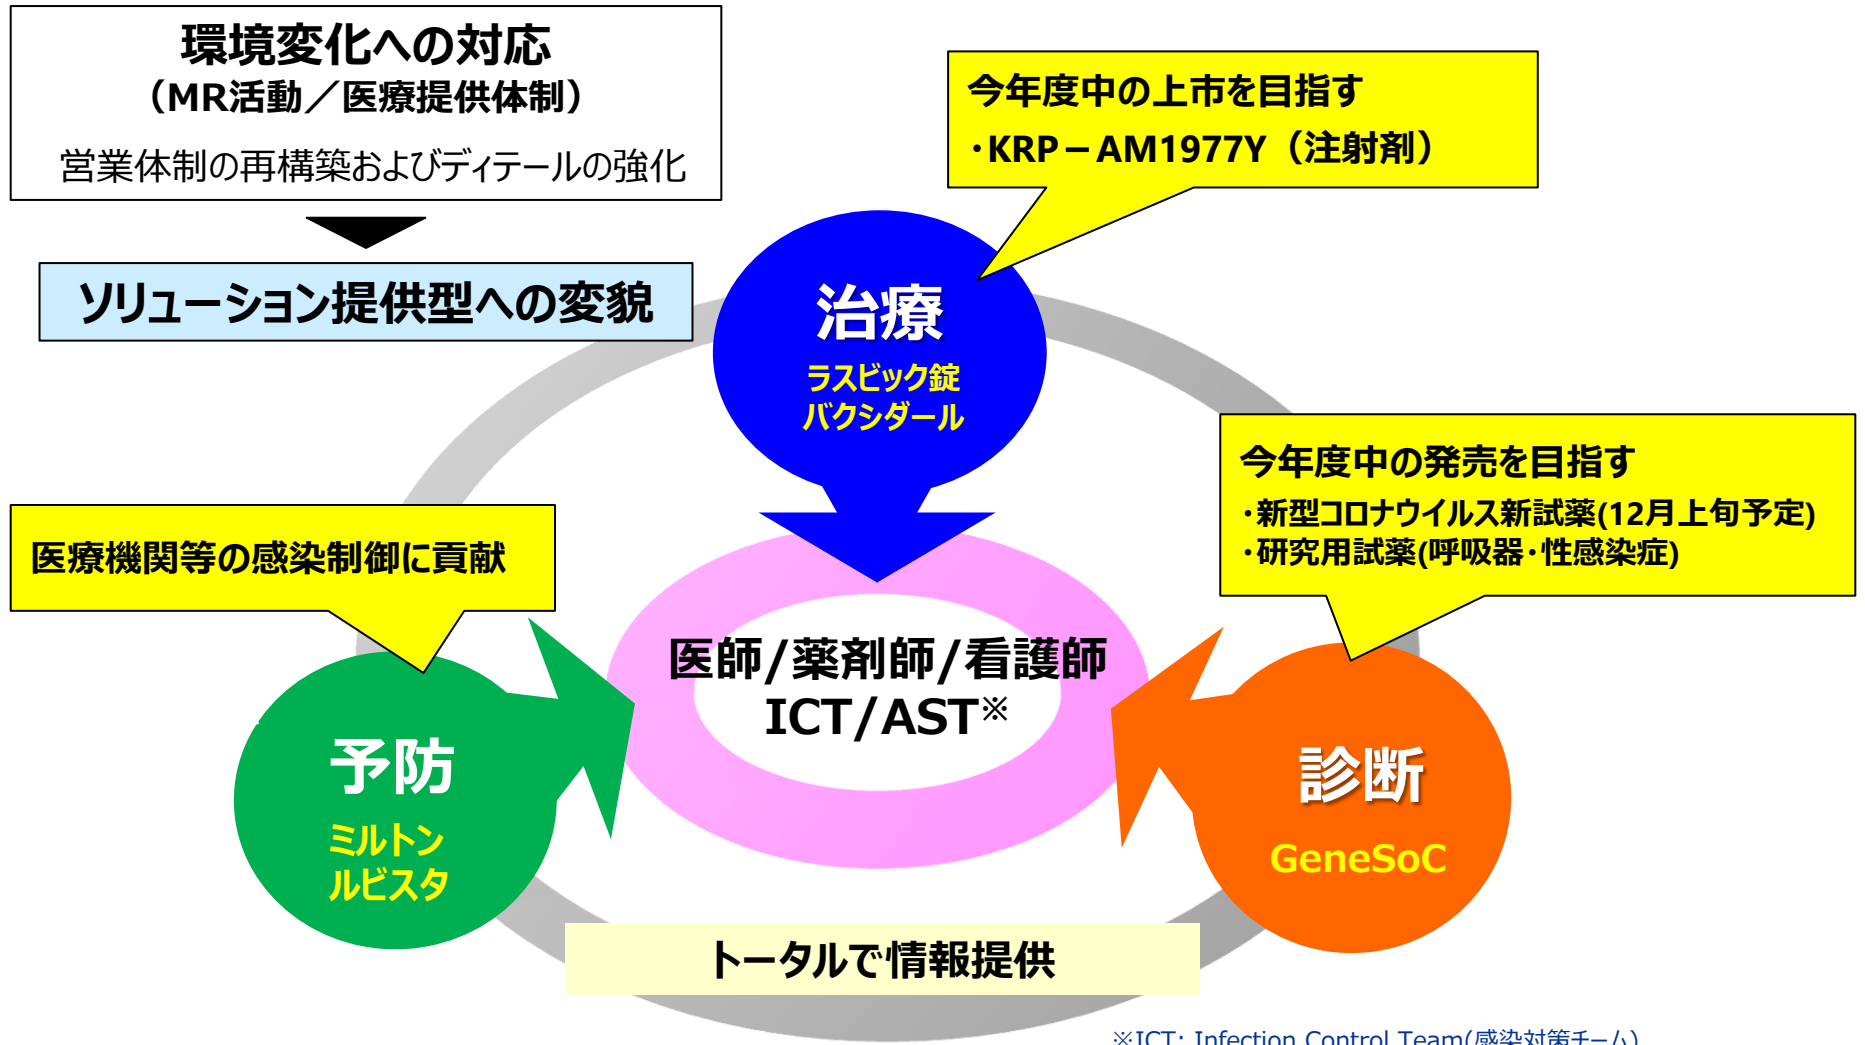 環境変化への対応
（MR活動／医療提供体制）
営業体制の再構築およびディテールの強化
ソリューション提供型への変貌
今年度中の上市を目指す
・KRP－AM1977Y（注射剤）
治療
ラスビック錠
バクシダール
今年度中の発売を目指す
・新型コロナウイルス新試薬(12月上旬予定)
・研究用試薬(呼吸器・性感染症)
医療機関等の感染制御に貢献
医師/薬剤師/看護師
ICT/AST※
予防
ミルトン
ルビスタ
診断
GeneSoC
トータルで情報提供
※ICT: Infection Control Team(感染対策チーム)